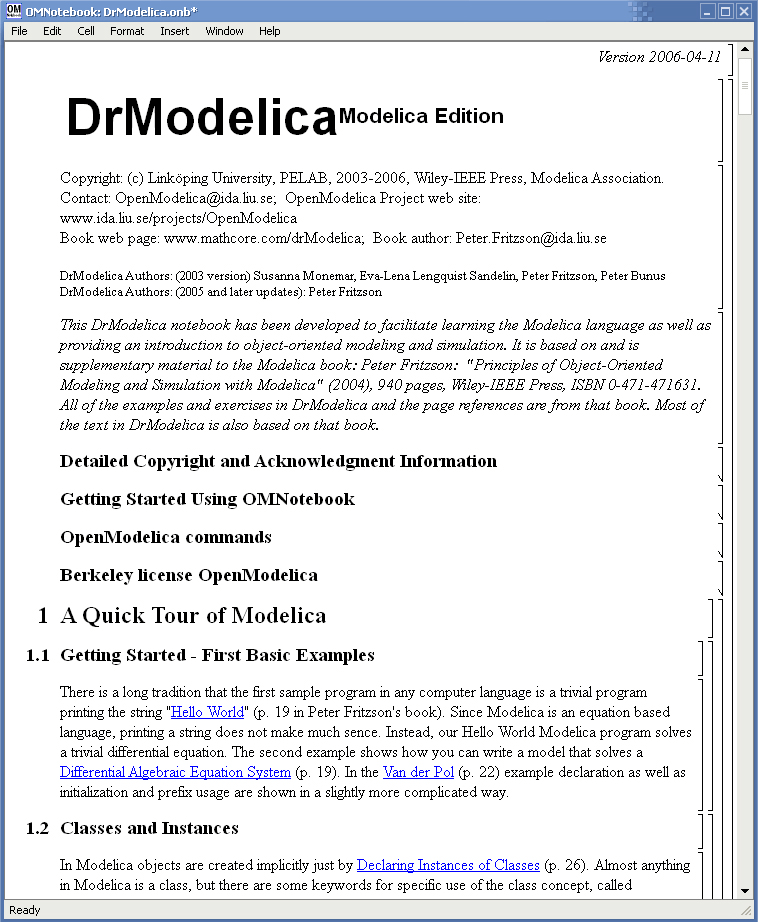 OMNotebook: DrModelica.onb*
File Edit Cell Format Insert Window Help
Version 2006-04-11
DrModelica Modelica Edition
Copyright: (c) Linköping University, PELAB, 2003-2006, Wiley-IEEE Press, Modelica Association.
Contact: OpenModelica@ida.liu.se; OpenModelica Project web site:
www.ida.liu.se/projects/OpenModelica
Book web page: www.mathcore.com/drModelica; Book author: Peter.Fritzson@ida.liu.se
DrModelica Authors: (2003 version) Susanna Monemar, Eva-Lena Lengquist Sandelin, Peter Fritzson, Peter Bunus
DrModelica Authors: (2005 and later updates): Peter Fritzson
This DrModelica notebook has been developed to facilitate learning the Modelica language as well as
providing an introduction to object-oriented modeling and simulation. It is based on and is
supplementary material to the Modelica book: Peter Fritzson: "Principles of Object-Oriented
Modeling and Simulation with Modelica" (2004), 940 pages, Wiley-IEEE Press, ISBN 0-471-471631.
All of the examples and exercises in DrModelica and the page references are from that book. Most of
the text in DrModelica is also based on that book.
Detailed Copyright and Acknowledgment Information
Getting Started Using OMNotebook
OpenModelica commands
Berkeley license OpenModelica
1 A Quick Tour of Modelica
1.1 Getting Started - First Basic Examples
There is a long tradition that the first sample program in any computer language is a trivial program
printing the string "Hello World" (p. 19 in Peter Fritzson's book). Since Modelica is an equation based
language, printing a string does not make much sence. Instead, our Hello World Modelica program solves
a trivial differential equation. The second example shows how you can write a model that solves a
Differential Algebraic Equation System (p. 19). In the Van der Pol (p. 22) example declaration as well as
initialization and prefix usage are shown in a slightly more complicated way.
1.2 Classes and Instances
In Modelica objects are created implicitly just by Declaring Instances of Classes (p. 26). Almost anything
in Modelica is a class, but there are some keywords for specific use of the class concept, called
Ready